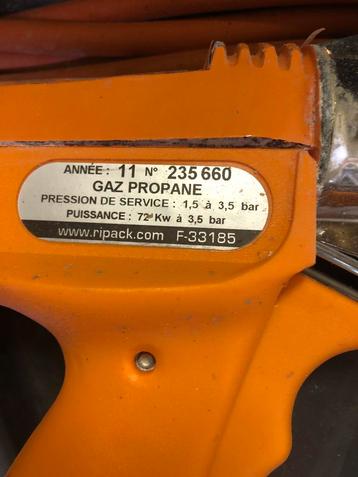 ANNÉE : 11 N° 235 660
GAZ PROPANE
PRESSION DE SERVICE : 1,5 à 3,5 bar
PUISSANCE : 72 Kw à 3,5 bar
www.ripack.com F-33185